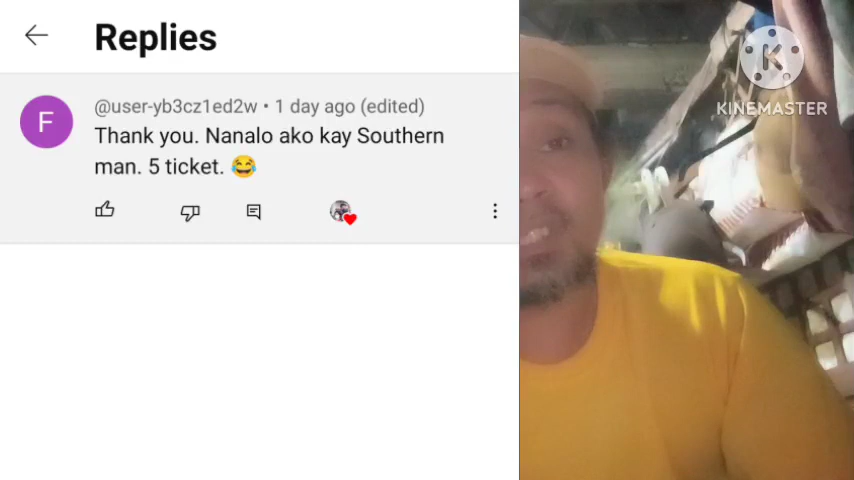 Replies
@user-yb3cz1ed2w • 1 day ago (edited)
F
Thank you. Nanalo ako kay Southern
man. 5 ticket. 😂
K
KINEMASTER